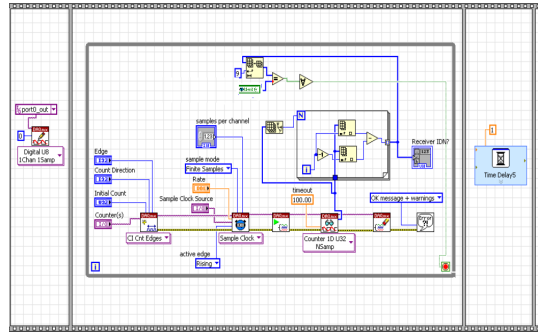 port0_out
0
Digital U8
1Chan 1Samp
Edge
Count Direction
Initial Count
Counter(s)
CI Cnt Edges
samples per channel
sample mode
Finite Samples
Rate
Sample Clock Source
Sample Clock
active edge
Rising
9
N
i
timeout
100.00
Counter 1D U32
NSamp
Receiver IDN?
OK message + warnings
i
1
Time Delay5